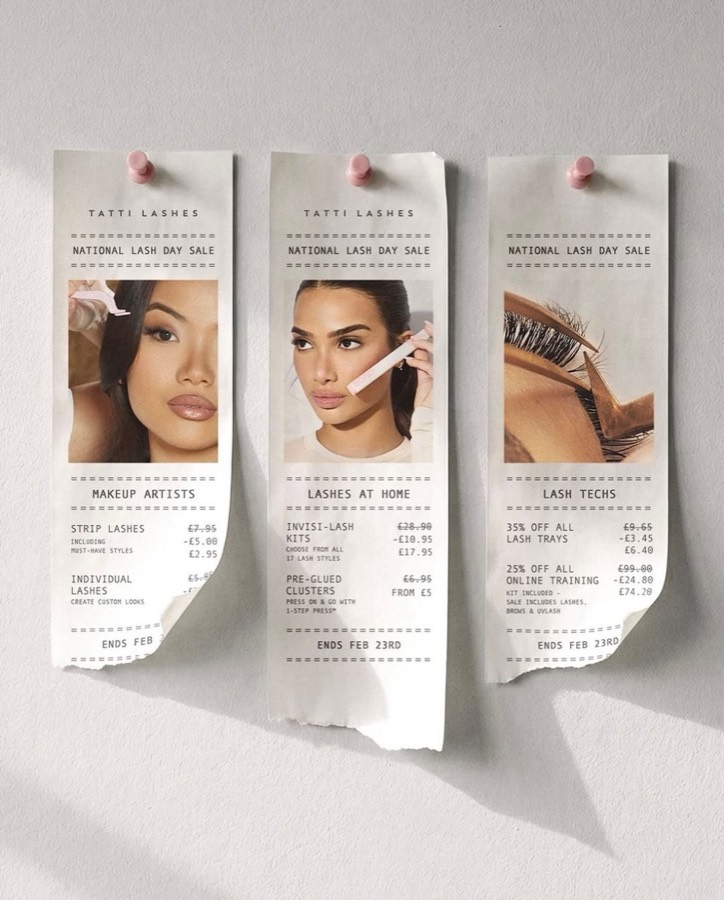 TATTI LASHES
NATIONAL LASH DAY SALE
MAKEUP ARTISTS
STRIP LASHES £7.95
INCLUDING -£5.00
MUST-HAVE STYLES £2.95
INDIVIDUAL
LASHES
CREATE CUSTOM LOOKS
ENDS FEB
TATTI LASHES
NATIONAL LASH DAY SALE
LASHES AT HOME
INVISI-LASH £28.90
KITS -£10.95
CHOOSE FROM ALL £17.95
17 LASH STYLES
PRE-GLUED £6.95
CLUSTERS FROM £5
PRESS ON & GO WITH
1-STEP PRESS™
ENDS FEB 23RD
NATIONAL LASH DAY SALE
LASH TECHS
35% OFF ALL £9.65
LASH TRAYS -£3.45
£6.40
25% OFF ALL £99.00
ONLINE TRAINING -£24.80
KIT INCLUDED - £74.20
SALE INCLUDES LASHES,
BROWS & UVLASH
ENDS FEB 23RD